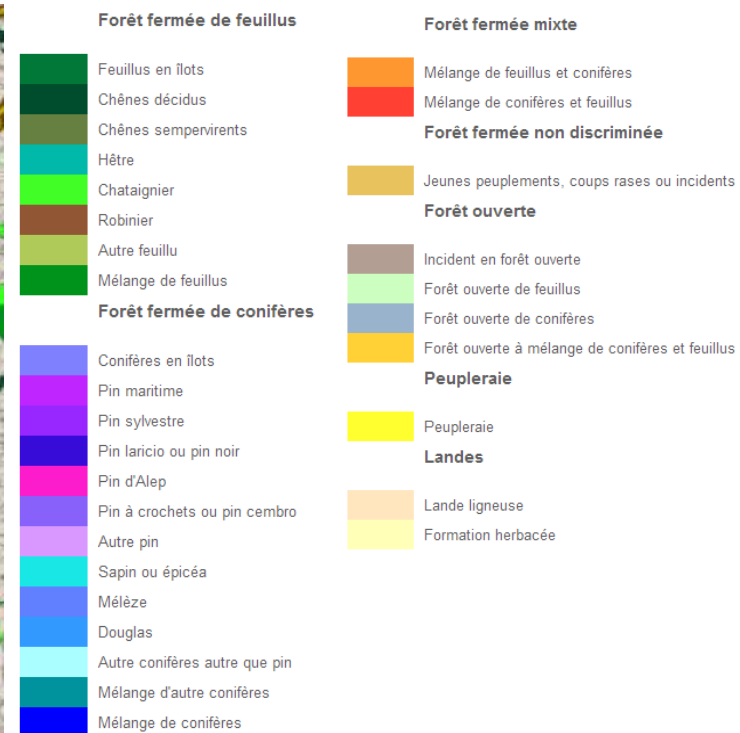 Forêt fermée de feuillus
Feuillus en îlots
Chênes décidus
Chênes sempervirents
Hêtre
Chataignier
Robinier
Autre feuillu
Mélange de feuillus
Forêt fermée de conifères
Conifères en îlots
Pin maritime
Pin sylvestre
Pin laricio ou pin noir
Pin d'Alep
Pin à crochets ou pin cembro
Autre pin
Sapin ou épicéa
Mélèze
Douglas
Autre conifères autre que pin
Mélange d'autre conifères
Mélange de conifères
Forêt fermée mixte
Mélange de feuillus et conifères
Mélange de conifères et feuillus
Forêt fermée non discriminée
Jeunes peuplements, coups rases ou incidents
Forêt ouverte
Incident en forêt ouverte
Forêt ouverte de feuillus
Forêt ouverte de conifères
Forêt ouverte à mélange de conifères et feuillus
Peupleraie
Peupleraie
Landes
Lande ligneuse
Formation herbacée